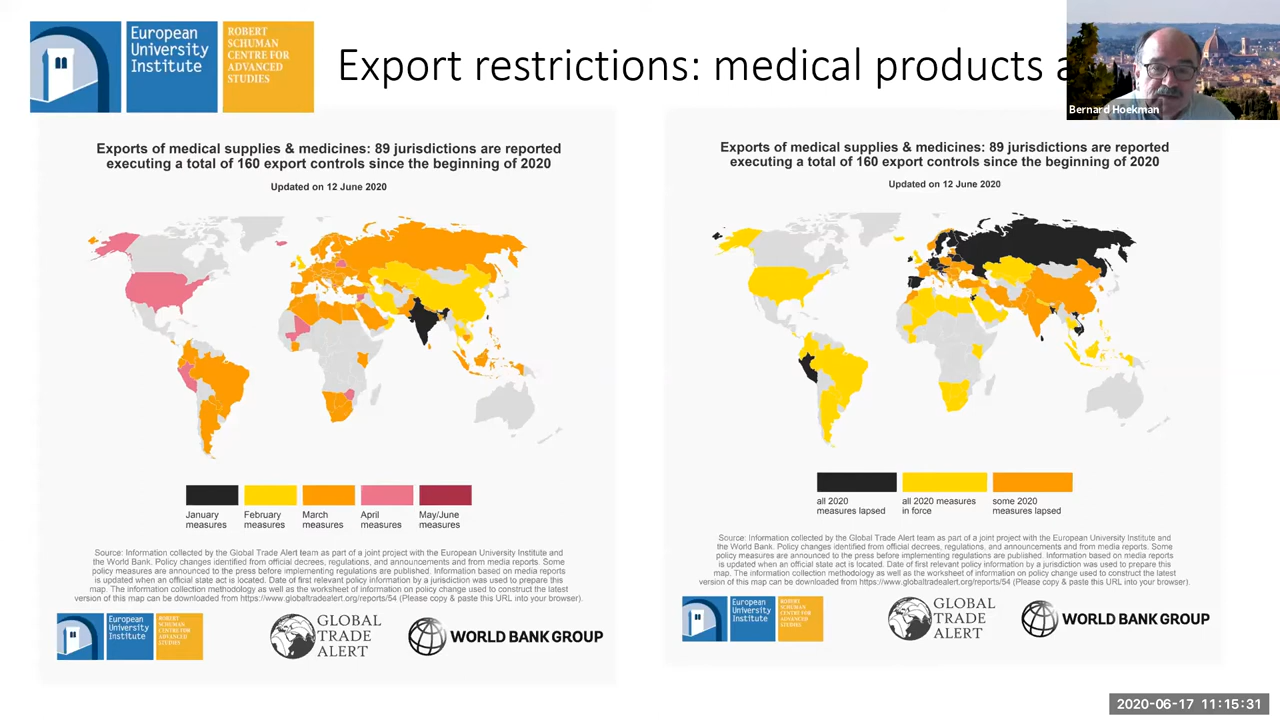 European
University
Institute
ROBERT
SCHUMAN
CENTRE FOR
ADVANCED
STUDIES
Export restrictions: medical products
Bernard Hoekman
Exports of medical supplies & medicines: 89 jurisdictions are reported
executing a total of 160 export controls since the beginning of 2020
Updated on 12 June 2020
January
measures
February
measures
March
measures
April
measures
May/June
measures
Source: Information collected by the Global Trade Alert team as part of a joint project with the European University Institute and
the World Bank. Policy changes identified from official decrees, regulations, and announcements and from media reports. Some
policy measures are announced to the press before implementing regulations are published. Information based on media reports
is updated when an official state act is located. Date of first relevant policy information by a jurisdiction was used to prepare this
map. The information collection methodology as well as the worksheet of information on policy change used to construct the latest
version of this map can be downloaded from https://www.globaltradealert.org/reports/54 (Please copy & paste this URL into your browser).
European
University
Institute
ROBERT
SCHUMAN
CENTRE FOR
ADVANCED
STUDIES
GLOBAL
TRADE
ALERT
WORLD BANK GROUP
Exports of medical supplies & medicines: 89 jurisdictions are reported
executing a total of 160 export controls since the beginning of 2020
Updated on 12 June 2020
all 2020
measures lapsed
all 2020 measures
in force
some 2020
measures lapsed
Source: Information collected by the Global Trade Alert team as part of a joint project with the European University Institute and
the World Bank. Policy changes identified from official decrees, regulations, and announcements and from media reports. Some
policy measures are announced to the press before implementing regulations are published. Information based on media reports
is updated when an official state act is located. Date of first relevant policy information by a jurisdiction was used to prepare this
map. The information collection methodology as well as the worksheet of information on policy change used to construct the latest
version of this map can be downloaded from https://www.globaltradealert.org/reports/54 (Please copy & paste this URL into your browser).
European
University
Institute
ROBERT
SCHUMAN
CENTRE FOR
ADVANCED
STUDIES
GLOBAL
TRADE
ALERT
WORLD BANK GROUP
2020-06-17 11:15:31